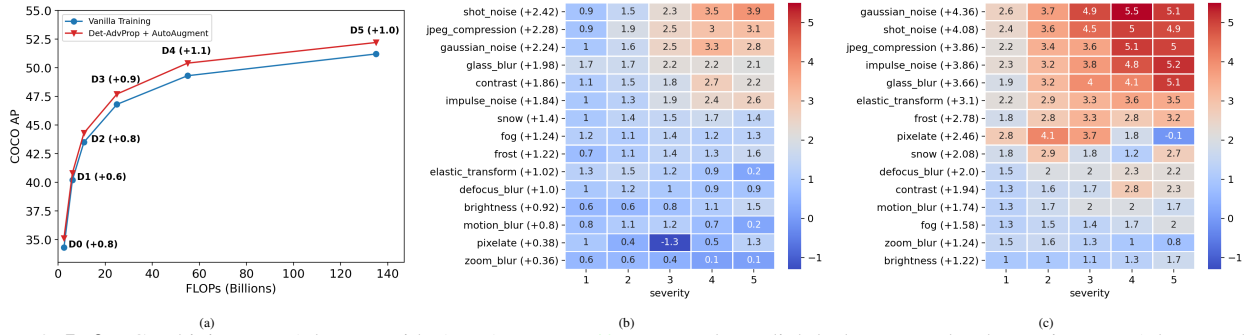 Vanilla Training
Det-AdvProp + AutoAugment
COCO AP
55.0
52.5
50.0
47.5
45.0
42.5
40.0
37.5
35.0
D5 (+1.0)
D4 (+1.1)
D3 (+0.9)
D2 (+0.8)
D1 (+0.6)
D0 (+0.8)
0 20 40 60 80 100 120 140
FLOPs (Billions)
(a)
shot_noise (+2.42) 0.9 1.5 2.3 3.5 3.9
jpeg_compression (+2.28) 0.9 1.9 2.5 3 3.1
gaussian_noise (+2.24) 1 1.6 2.5 3.3 2.8
glass_blur (+1.98) 1.7 1.7 2.2 2.2 2.1
contrast (+1.86) 1.1 1.5 1.8 2.7 2.2
impulse_noise (+1.84) 1 1.3 1.9 2.4 2.6
snow (+1.4) 1 1.4 1.5 1.7 1.4
fog (+1.24) 1.2 1.1 1.4 1.2 1.3
frost (+1.22) 0.7 1.1 1.4 1.3 1.6
elastic_transform (+1.02) 1.3 1.5 1.2 0.9 0.2
defocus_blur (+1.0) 1 1.2 1 0.9 0.9
brightness (+0.92) 0.6 0.6 0.8 1.1 1.5
motion_blur (+0.8) 0.8 1.1 1.2 0.7 0.2
pixelate (+0.38) 1 0.4 -1.3 0.5 1.3
zoom_blur (+0.36) 0.6 0.6 0.4 0.1 0.1
1 2 3 4 5
severity
5
4
3
2
1
0
−1
(b)
gaussian_noise (+4.36) 2.6 3.7 4.9 5.5 5.1
shot_noise (+4.08) 2.3 3.6 4.5 5 4.9
jpeg_compression (+3.86) 2.2 3.4 3.6 5.1 5
impulse_noise (+3.86) 2.3 3.2 3.8 4.8 5.2
glass_blur (+3.66) 1.9 3.2 4 4.1 5.1
elastic_transform (+3.1) 2.2 2.9 3.3 3.6 3.5
frost (+2.78) 1.8 2.8 3.3 2.8 3.2
pixelate (+2.46) 2.8 4.1 3.7 1.8 -0.1
snow (+2.08) 1.8 2.9 1.8 1.2 2.7
defocus_blur (+2.0) 1.5 2 2 2.3 2.2
contrast (+1.94) 1.3 1.6 1.7 2.8 2.3
motion_blur (+1.74) 1.3 1.7 2 2 1.7
fog (+1.58) 1.3 1.5 1.4 1.7 2
zoom_blur (+1.24) 1.5 1.6 1.3 1 0.8
brightness (+1.22) 1 1 1.1 1.3 1.7
1 2 3 4 5
severity
5
4
3
2
1
0
−1
(c)